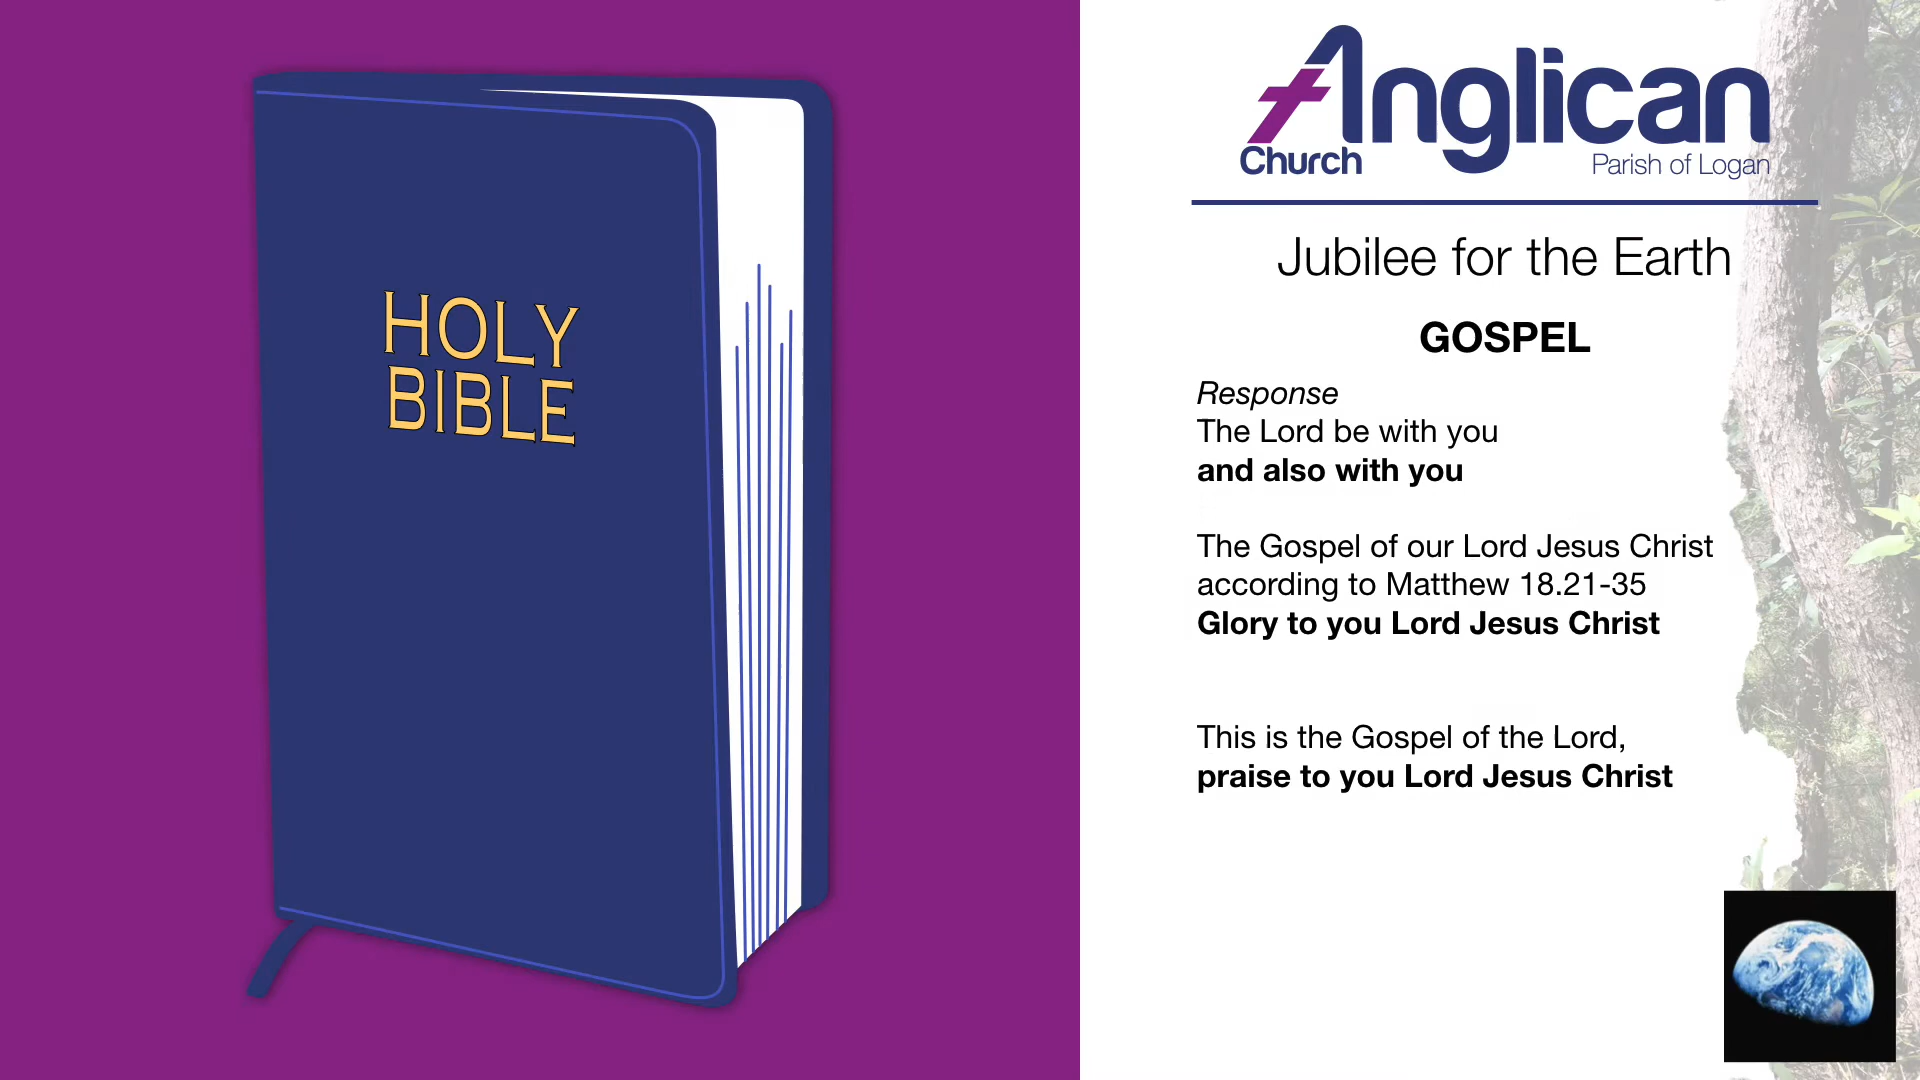 HOLY
BIBLE
Anglican
Church
Parish of Logan
Jubilee for the Earth
GOSPEL
Response
The Lord be with you
and also with you
The Gospel of our Lord Jesus Christ
according to Matthew 18.21-35
Glory to you Lord Jesus Christ
This is the Gospel of the Lord,
praise to you Lord Jesus Christ